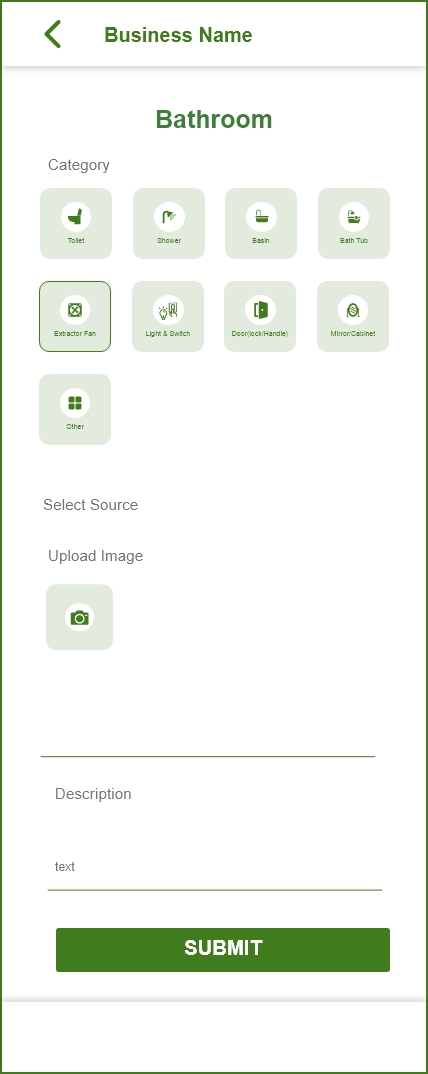 Business Name
Bathroom
Category
Toilet
Shower
Basin
Bath Tub
Extractor Fan
Light & Switch
Door(lock/Handle)
Mirror/Cabinet
Other
Select Source
Upload Image
Description
text
SUBMIT